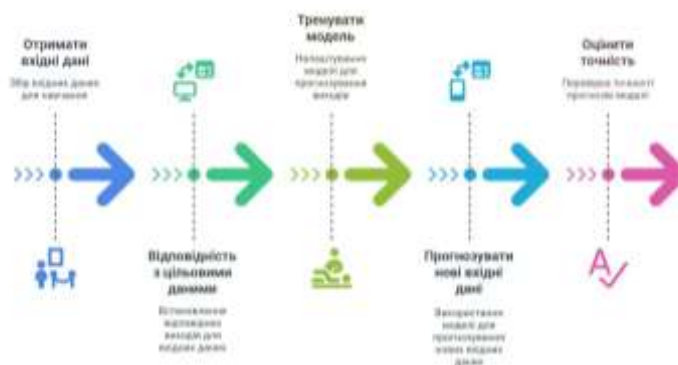 Отримати
вхідні дані
Збір вхідних даних
для навчання
Відповідність
з цільовими
даними
Встановлення
відповідних
виходів для
вхідних даних
Тренувати
модель
Налаштування
моделі для
прогнозування
виходів
Прогнозувати
нові вхідні
дані
Використання
моделі для
прогнозування
нових вхідних
даних
Оцінити
точність
Перевірка точності
прогнозів моделі